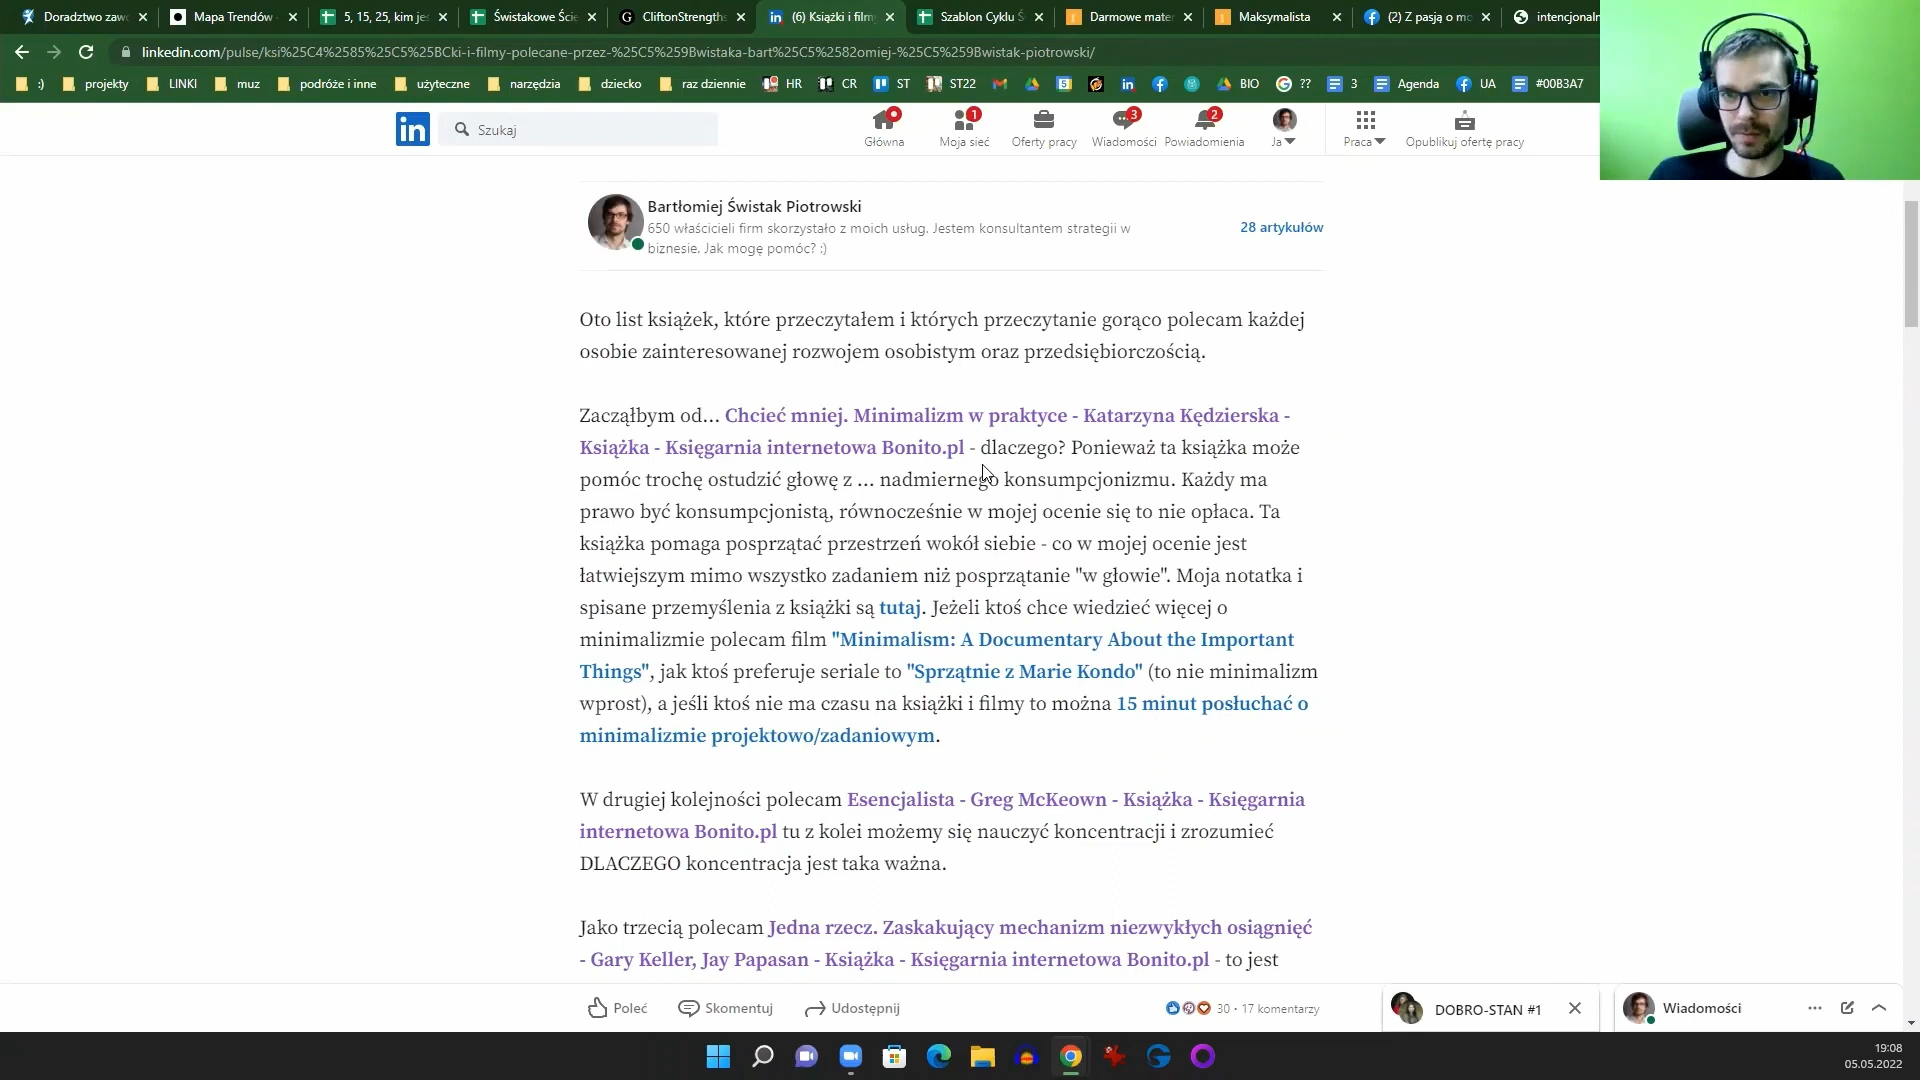 Doradztwo zawo
Mapa Trendów
5, 15, 25, kim jes
Świstakowe Ście
CliftonStrength
(6) Książki i film
Szablon Cyklu Ś
Darmowe mater
Maksymalista
(2) Z pasją o mo
intencjonaln
linkedin.com/pulse/ksi%25C4%2585%25C5%25BCki-i-filmy-polecane-przez-%25C5%259Bwistaka-bart%25C5%2582omiej-%25C5%259Bwistak-piotrowski/
:) projekty LINKI muz podróże i inne użyteczne narzędzia dziecko raz dziennie HR CR ST ST22 BIO ?? 3 Agenda UA #00B3A7
Szukaj
Główna
1
Moja sieć
Oferty pracy
3
Wiadomości
2
Powiadomienia
Ja
Praca
Opublikuj ofertę pracy
Bartłomiej Świstak Piotrowski
650 właścicieli firm skorzystało z moich usług. Jestem konsultantem strategii w
biznesie. Jak mogę pomóc? :)
28 artykułów
Oto list książek, które przeczytałem i których przeczytanie gorąco polecam każdej
osobie zainteresowanej rozwojem osobistym oraz przedsiębiorczością.
Zacząłbym od... Chcieć mniej. Minimalizm w praktyce - Katarzyna Kędzierska -
Książka - Księgarnia internetowa Bonito.pl - dlaczego? Ponieważ ta książka może
pomóc trochę ostudzić głowę z ... nadmiernego konsumpcjonizmu. Każdy ma
prawo być konsumpcjonistą, równocześnie w mojej ocenie się to nie opłaca. Ta
książka pomaga posprzątać przestrzeń wokół siebie - co w mojej ocenie jest
łatwiejszym mimo wszystko zadaniem niż posprzątanie "w głowie". Moja notatka i
spisane przemyślenia z książki są tutaj. Jeżeli ktoś chce wiedzieć więcej o
minimalizmie polecam film "Minimalism: A Documentary About the Important
Things", jak ktoś preferuje seriale to "Sprzątnie z Marie Kondo" (to nie minimalizm
wprost), a jeśli ktoś nie ma czasu na książki i filmy to można 15 minut posłuchać o
minimalizmie projektowo/zadaniowym.
W drugiej kolejności polecam Esencjalista - Greg McKeown - Książka - Księgarnia
internetowa Bonito.pl tu z kolei możemy się nauczyć koncentracji i zrozumieć
DLACZEGO koncentracja jest taka ważna.
Jako trzecią polecam Jedna rzecz. Zaskakujący mechanizm niezwykłych osiągnięć
- Gary Keller, Jay Papasan - Książka - Księgarnia internetowa Bonito.pl - to jest
Poleć
Skomentuj
Udostępnij
30 • 17 komentarzy
DOBRO-STAN #1
Wiadomości
19:08
05.05.2022